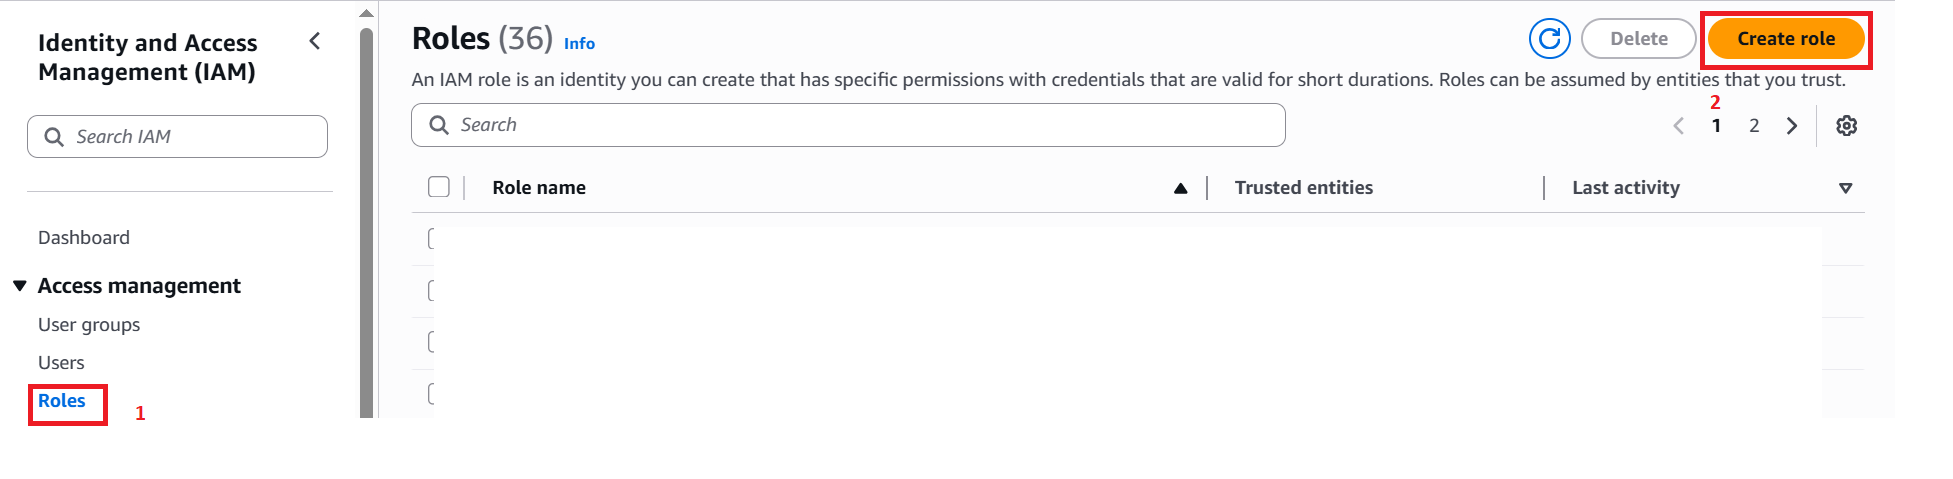 Identity and Access
Management (IAM)
Search IAM
Dashboard
Access management
User groups
Users
Roles
1
Roles (36) Info
Delete
Create role
An IAM role is an identity you can create that has specific permissions with credentials that are valid for short durations. Roles can be assumed by entities that you trust.
2
Search
1 2
Role name Trusted entities Last activity